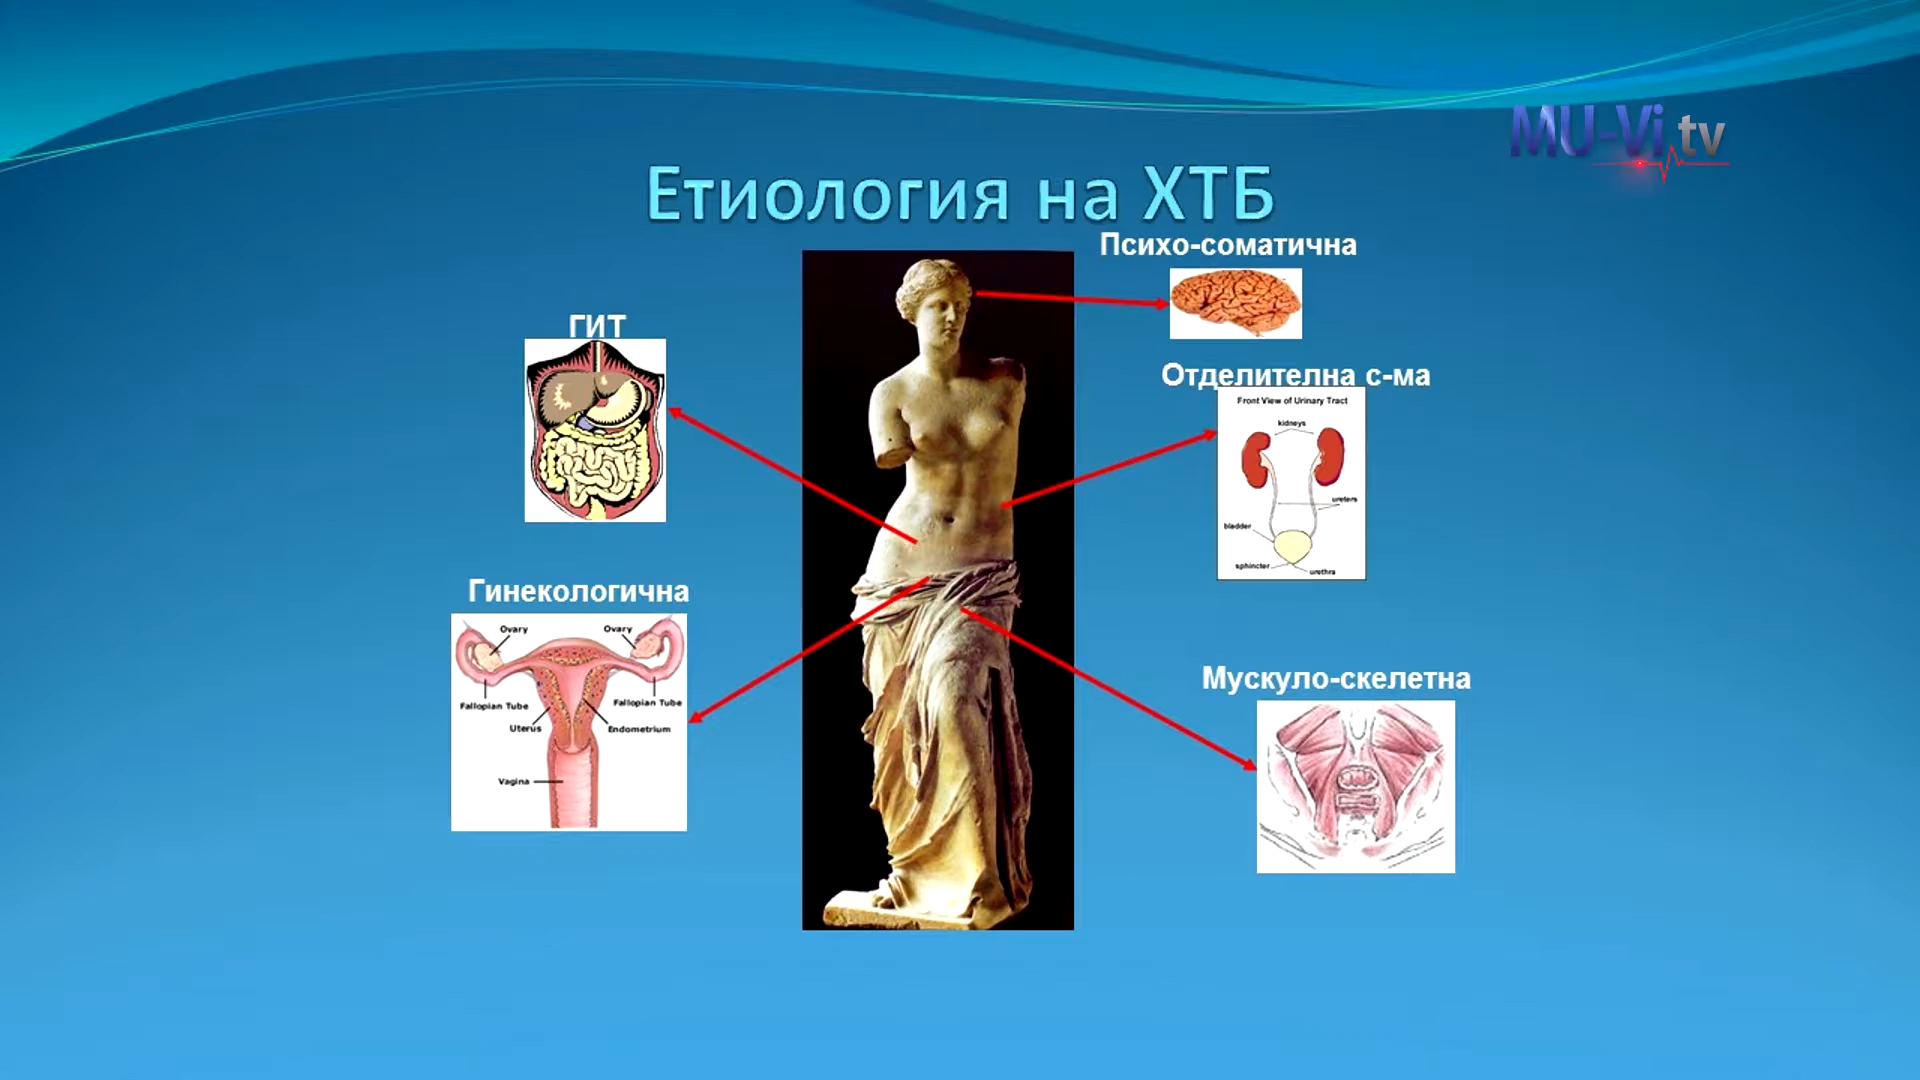 MU-Vi.tv
Етиология на ХТБ
Психо-соматична
ГИТ
Отделителна с-ма
Front View of Urinary Tract
kidneys
ureters
bladder
sphincter
urethra
Гинекологична
Ovary
Ovary
Fallopian Tube
Fallopian Tube
Uterus
Endometrium
Vagina
Мускуло-скелетна